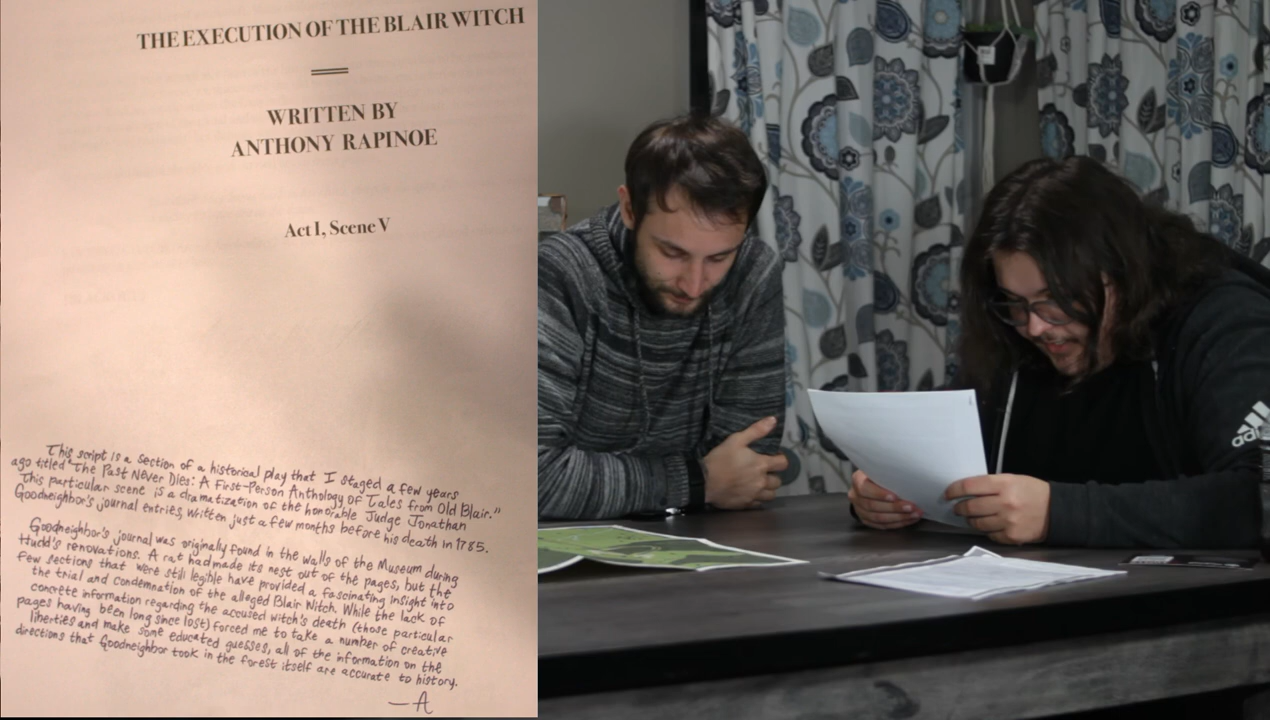 THE EXECUTION OF THE BLAIR WITCH
WRITTEN BY
ANTHONY RAPINOE
Act I, Scene V
This script is a section of a historical play that I staged a few years
ago titled "The Past Never Dies: A First-Person Anthology of Tales from Old Blair."
This particular scene is a dramatization of the honorable Judge Jonathan
Goodneighbor's journal entries, written just a few months before his death in 1785.
Goodneighbor's journal was originally found in the walls of the Museum during
Hudd's renovations. A rat had made its nest out of the pages, but the
few sections that were still legible have provided a fascinating insight into
the trial and condemnation of the alleged Blair Witch. While the lack of
concrete information regarding the accused witch's death (those particular
pages having been long since lost) forced me to take a number of creative
liberties and make some educated guesses, all of the information on the
directions that Goodneighbor took in the forest itself are accurate to history.
—A
adidas